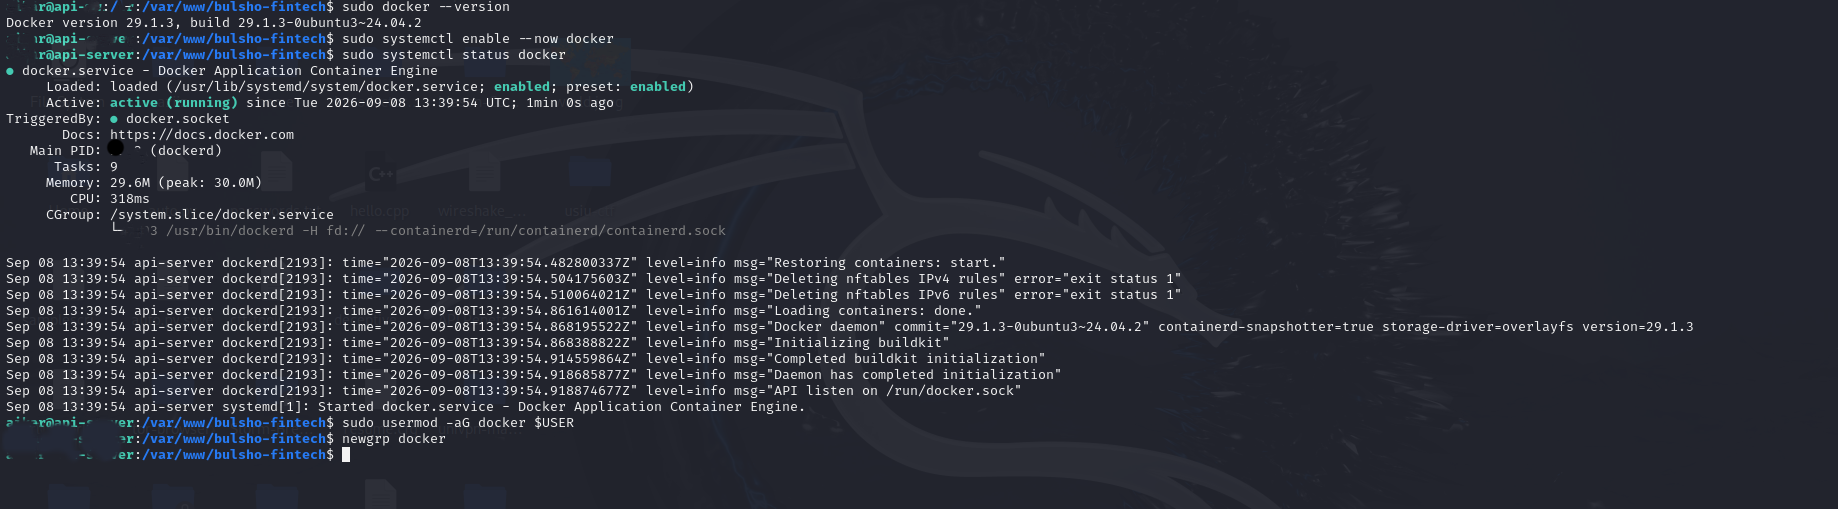 @api- :/var/www/bulsho-fintech$ sudo docker --version
Docker version 29.1.3, build 29.1.3-0ubuntu3~24.04.2
@api- :/var/www/bulsho-fintech$ sudo systemctl enable --now docker
@api-server:/var/www/bulsho-fintech$ sudo systemctl status docker
● docker.service - Docker Application Container Engine
Loaded: loaded (/usr/lib/systemd/system/docker.service; enabled; preset: enabled)
Active: active (running) since Tue 2026-09-08 13:39:54 UTC; 1min 0s ago
TriggeredBy: ● docker.socket
Docs: https://docs.docker.com
Main PID: (dockerd)
Tasks: 9
Memory: 29.6M (peak: 30.0M)
CPU: 318ms
CGroup: /system.slice/docker.service
└─ /usr/bin/dockerd -H fd:// --containerd=/run/containerd/containerd.sock
Sep 08 13:39:54 api-server dockerd[2193]: time="2026-09-08T13:39:54.482800337Z" level=info msg="Restoring containers: start."
Sep 08 13:39:54 api-server dockerd[2193]: time="2026-09-08T13:39:54.504175603Z" level=info msg="Deleting nftables IPv4 rules" error="exit status 1"
Sep 08 13:39:54 api-server dockerd[2193]: time="2026-09-08T13:39:54.510064021Z" level=info msg="Deleting nftables IPv6 rules" error="exit status 1"
Sep 08 13:39:54 api-server dockerd[2193]: time="2026-09-08T13:39:54.861614001Z" level=info msg="Loading containers: done."
Sep 08 13:39:54 api-server dockerd[2193]: time="2026-09-08T13:39:54.868195522Z" level=info msg="Docker daemon" commit="29.1.3-0ubuntu3~24.04.2" containerd-snapshotter=true storage-driver=overlayfs version=29.1.3
Sep 08 13:39:54 api-server dockerd[2193]: time="2026-09-08T13:39:54.868388822Z" level=info msg="Initializing buildkit"
Sep 08 13:39:54 api-server dockerd[2193]: time="2026-09-08T13:39:54.914559864Z" level=info msg="Completed buildkit initialization"
Sep 08 13:39:54 api-server dockerd[2193]: time="2026-09-08T13:39:54.918685877Z" level=info msg="Daemon has completed initialization"
Sep 08 13:39:54 api-server dockerd[2193]: time="2026-09-08T13:39:54.918874677Z" level=info msg="API listen on /run/docker.sock"
Sep 08 13:39:54 api-server systemd[1]: Started docker.service - Docker Application Container Engine.
:/var/www/bulsho-fintech$ sudo usermod -aG docker $USER
:/var/www/bulsho-fintech$ newgrp docker
:/var/www/bulsho-fintech$
C++
hello.cpp
wireshake_...